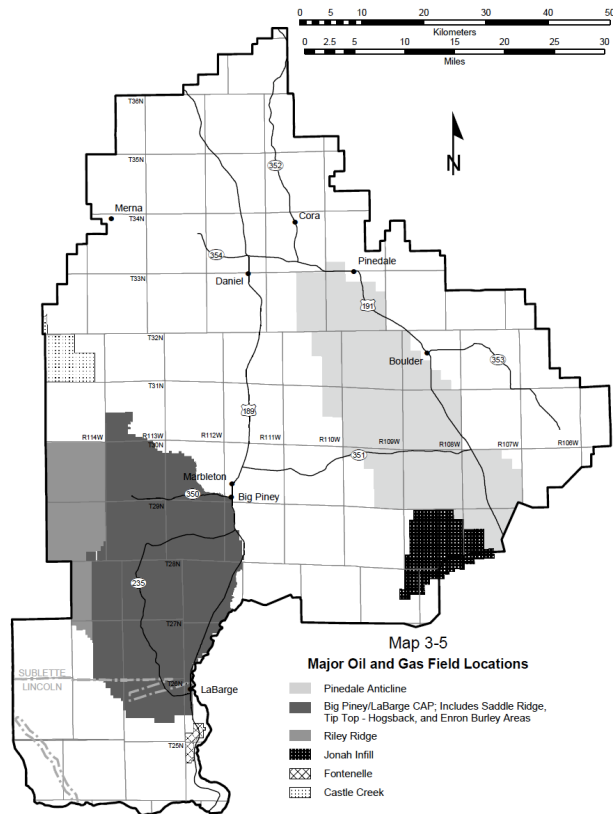 0 10 20 30 40 50
Kilometers
0 2.5 5 10 15 20 25 30
Miles
N
T36N
T35N
352
Merna
T34N
Cora
354
Pinedale
T33N
Daniel
191
T32N
Boulder
353
T31N
189
R114W R113W R112W R111W R110W R109W R108W R107W R106W
T30N
351
Marbleton
350
Big Piney
T29N
T28N
235
T27N
SUBLETTE
LINCOLN
T26N
LaBarge
T25N
Map 3-5
Major Oil and Gas Field Locations
Pinedale Anticline
Big Piney/LaBarge CAP; Includes Saddle Ridge,
Tip Top - Hogsback, and Enron Burley Areas
Riley Ridge
Jonah Infill
Fontenelle
Castle Creek